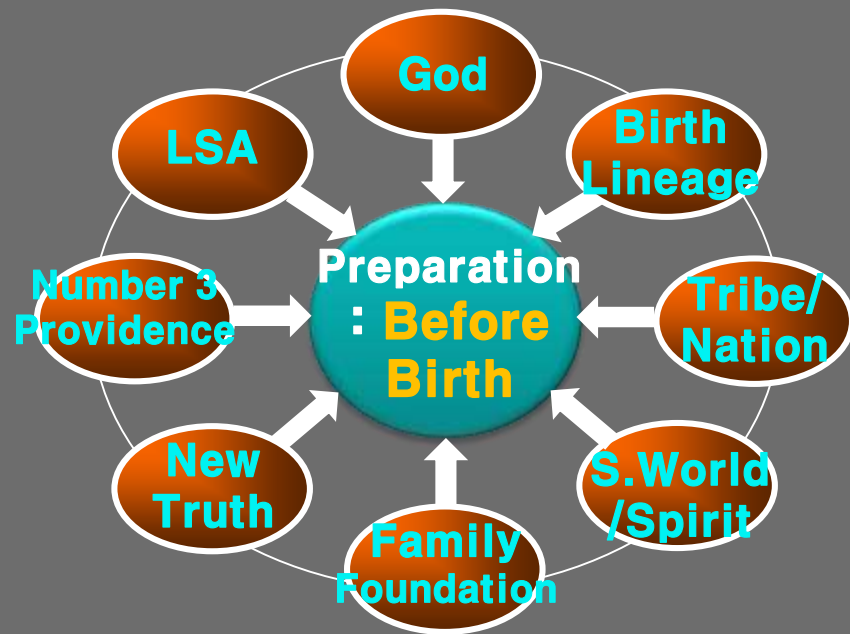 God
LSA
Birth
Lineage
Number 3
Providence
Preparation
: Before
Birth
Tribe/
Nation
New
Truth
S.World
/Spirit
Family
Foundation